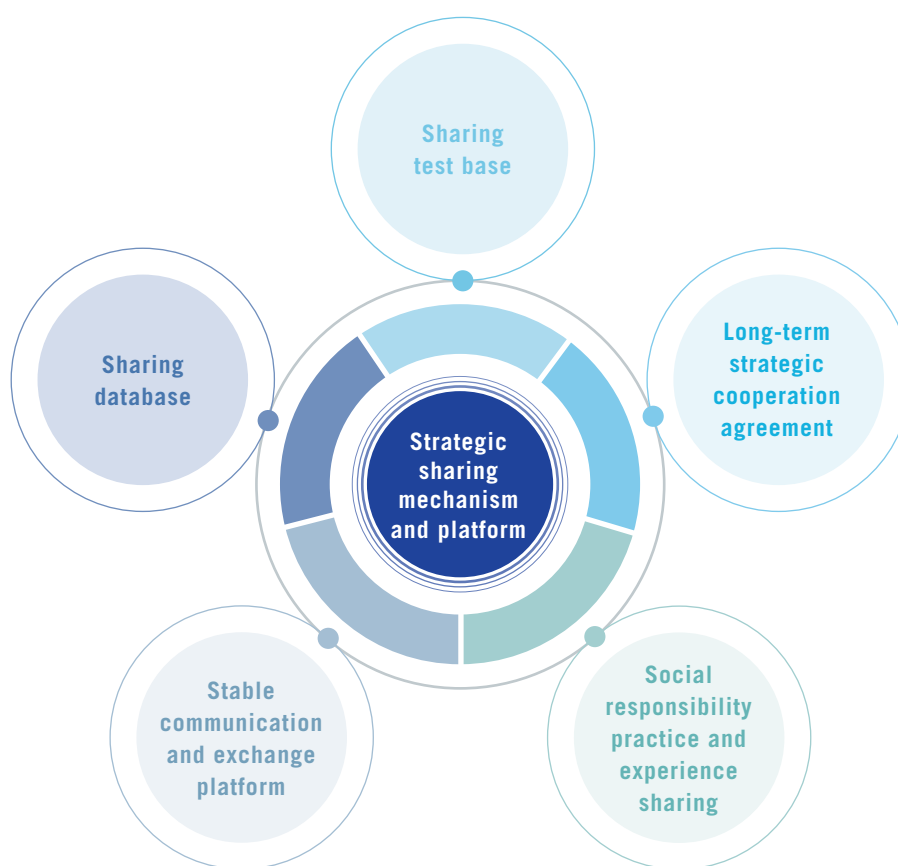 Sharing
test base
Long-term
strategic
cooperation
agreement
Sharing
database
Strategic
sharing
mechanism
and platform
Stable
communication
and exchange
platform
Social
responsibility
practice and
experience
sharing